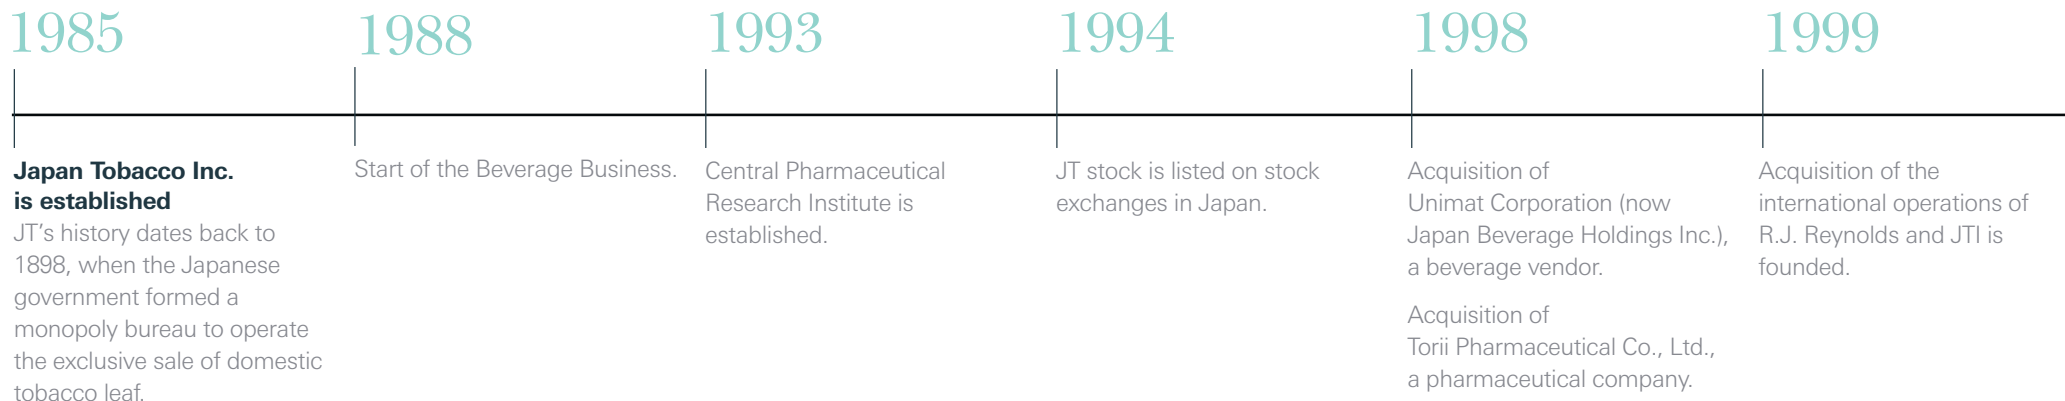 1985
Japan Tobacco Inc.
is established
JT’s history dates back to
1898, when the Japanese
government formed a
monopoly bureau to operate
the exclusive sale of domestic
tobacco leaf.
1988
Start of the Beverage Business.
1993
Central Pharmaceutical
Research Institute is
established.
1994
JT stock is listed on stock
exchanges in Japan.
1998
Acquisition of
Unimat Corporation (now
Japan Beverage Holdings Inc.),
a beverage vendor.
Acquisition of
Torii Pharmaceutical Co., Ltd.,
a pharmaceutical company.
1999
Acquisition of the
international operations of
R.J. Reynolds and JTI is
founded.